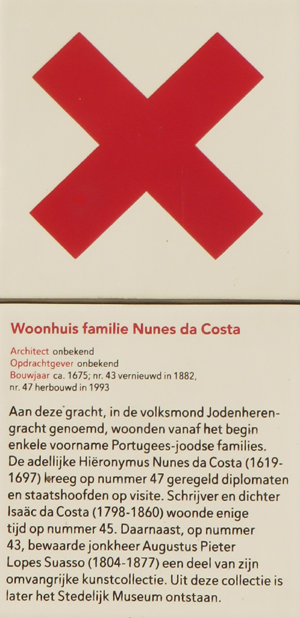 Woonhuis familie Nunes da Costa
Architect onbekend
Opdrachtgever onbekend
Bouwjaar ca. 1675; nr. 43 vernieuwd in 1882,
nr. 47 herbouwd in 1993
Aan deze gracht, in de volksmond Jodenheren-
gracht genoemd, woonden vanaf het begin
enkele voorname Portugees-joodse families.
De adellijke Hiëronymus Nunes da Costa (1619-
1697) kreeg op nummer 47 geregeld diplomaten
en staatshoofden op visite. Schrijver en dichter
Isaäc da Costa (1798-1860) woonde enige
tijd op nummer 45. Daarnaast, op nummer
43, bewaarde jonkheer Augustus Pieter
Lopes Suasso (1804-1877) een deel van zijn
omvangrijke kunstcollectie. Uit deze collectie is
later het Stedelijk Museum ontstaan.